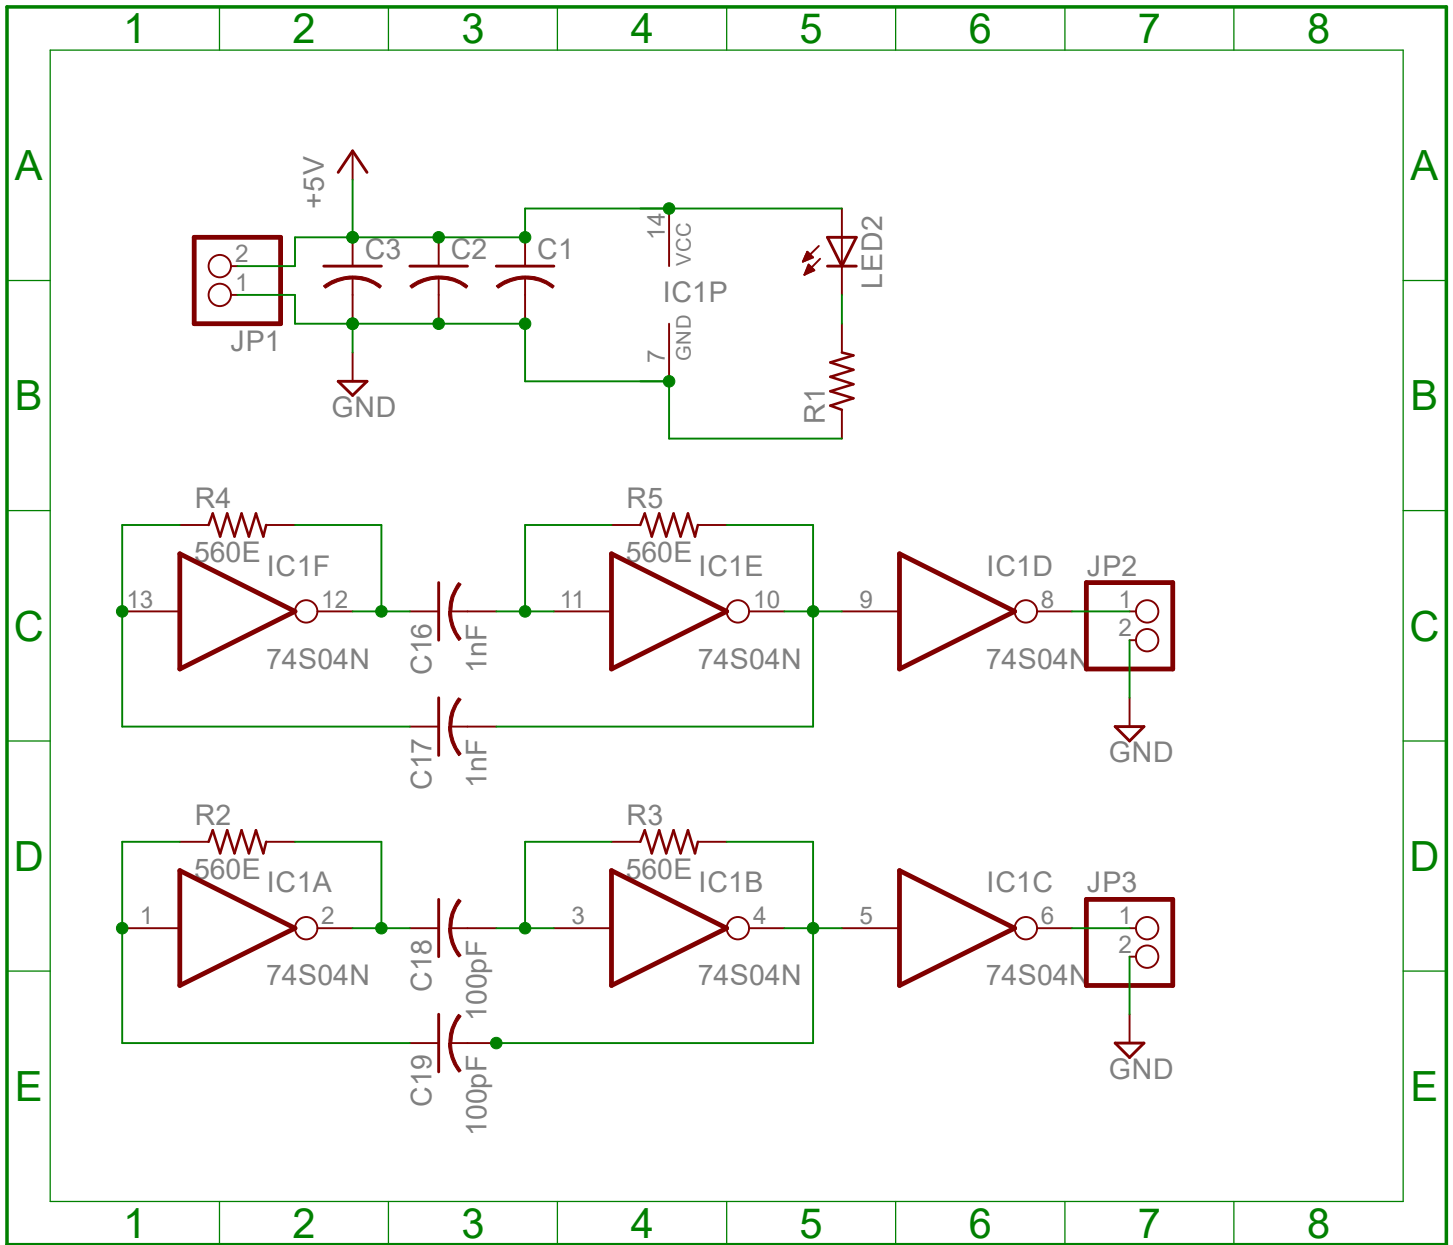 1 2 3 4 5 6 7 8
A A
+5V
C3 C2 C1
14 VCC
LED2
2
1
JP1
IC1P
7 GND
B B
GND
R1
R4 R5
560E IC1F 560E IC1E IC1D JP2
13 12 11 10 9 8 1
2
C C
C16 1nF
74S04N 74S04N 74S04N
C17 1nF
GND
R2 R3
D D
560E IC1A 560E IC1B IC1C JP3
1 2 3 4 5 6 1
2
C18 100pF
74S04N 74S04N 74S04N
C19 100pF
GND
E E
1 2 3 4 5 6 7 8